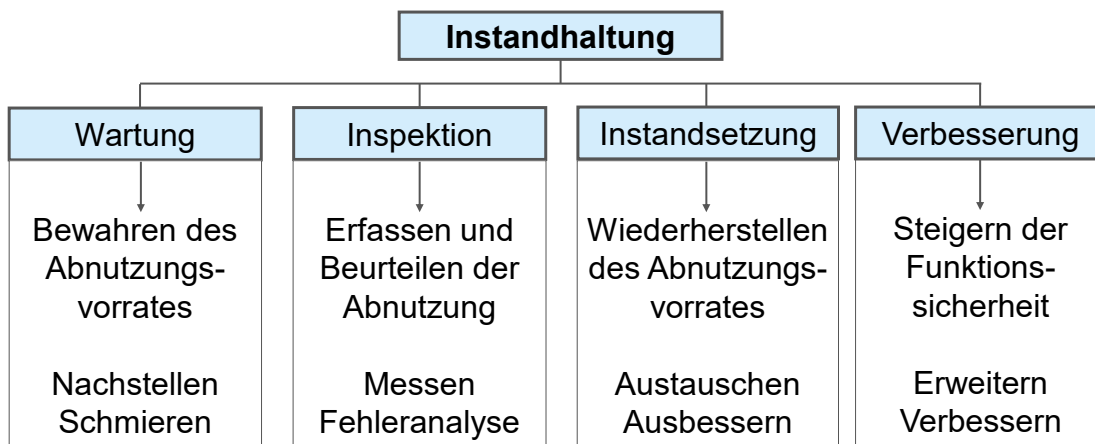 Instandhaltung
Wartung
Bewahren des
Abnutzungs-
vorrates
Nachstellen
Schmieren
Inspektion
Erfassen und
Beurteilen der
Abnutzung
Messen
Fehleranalyse
Instandsetzung
Wiederherstellen
des Abnutzungs-
vorrates
Austauschen
Ausbessern
Verbesserung
Steigern der
Funktions-
sicherheit
Erweitern
Verbessern